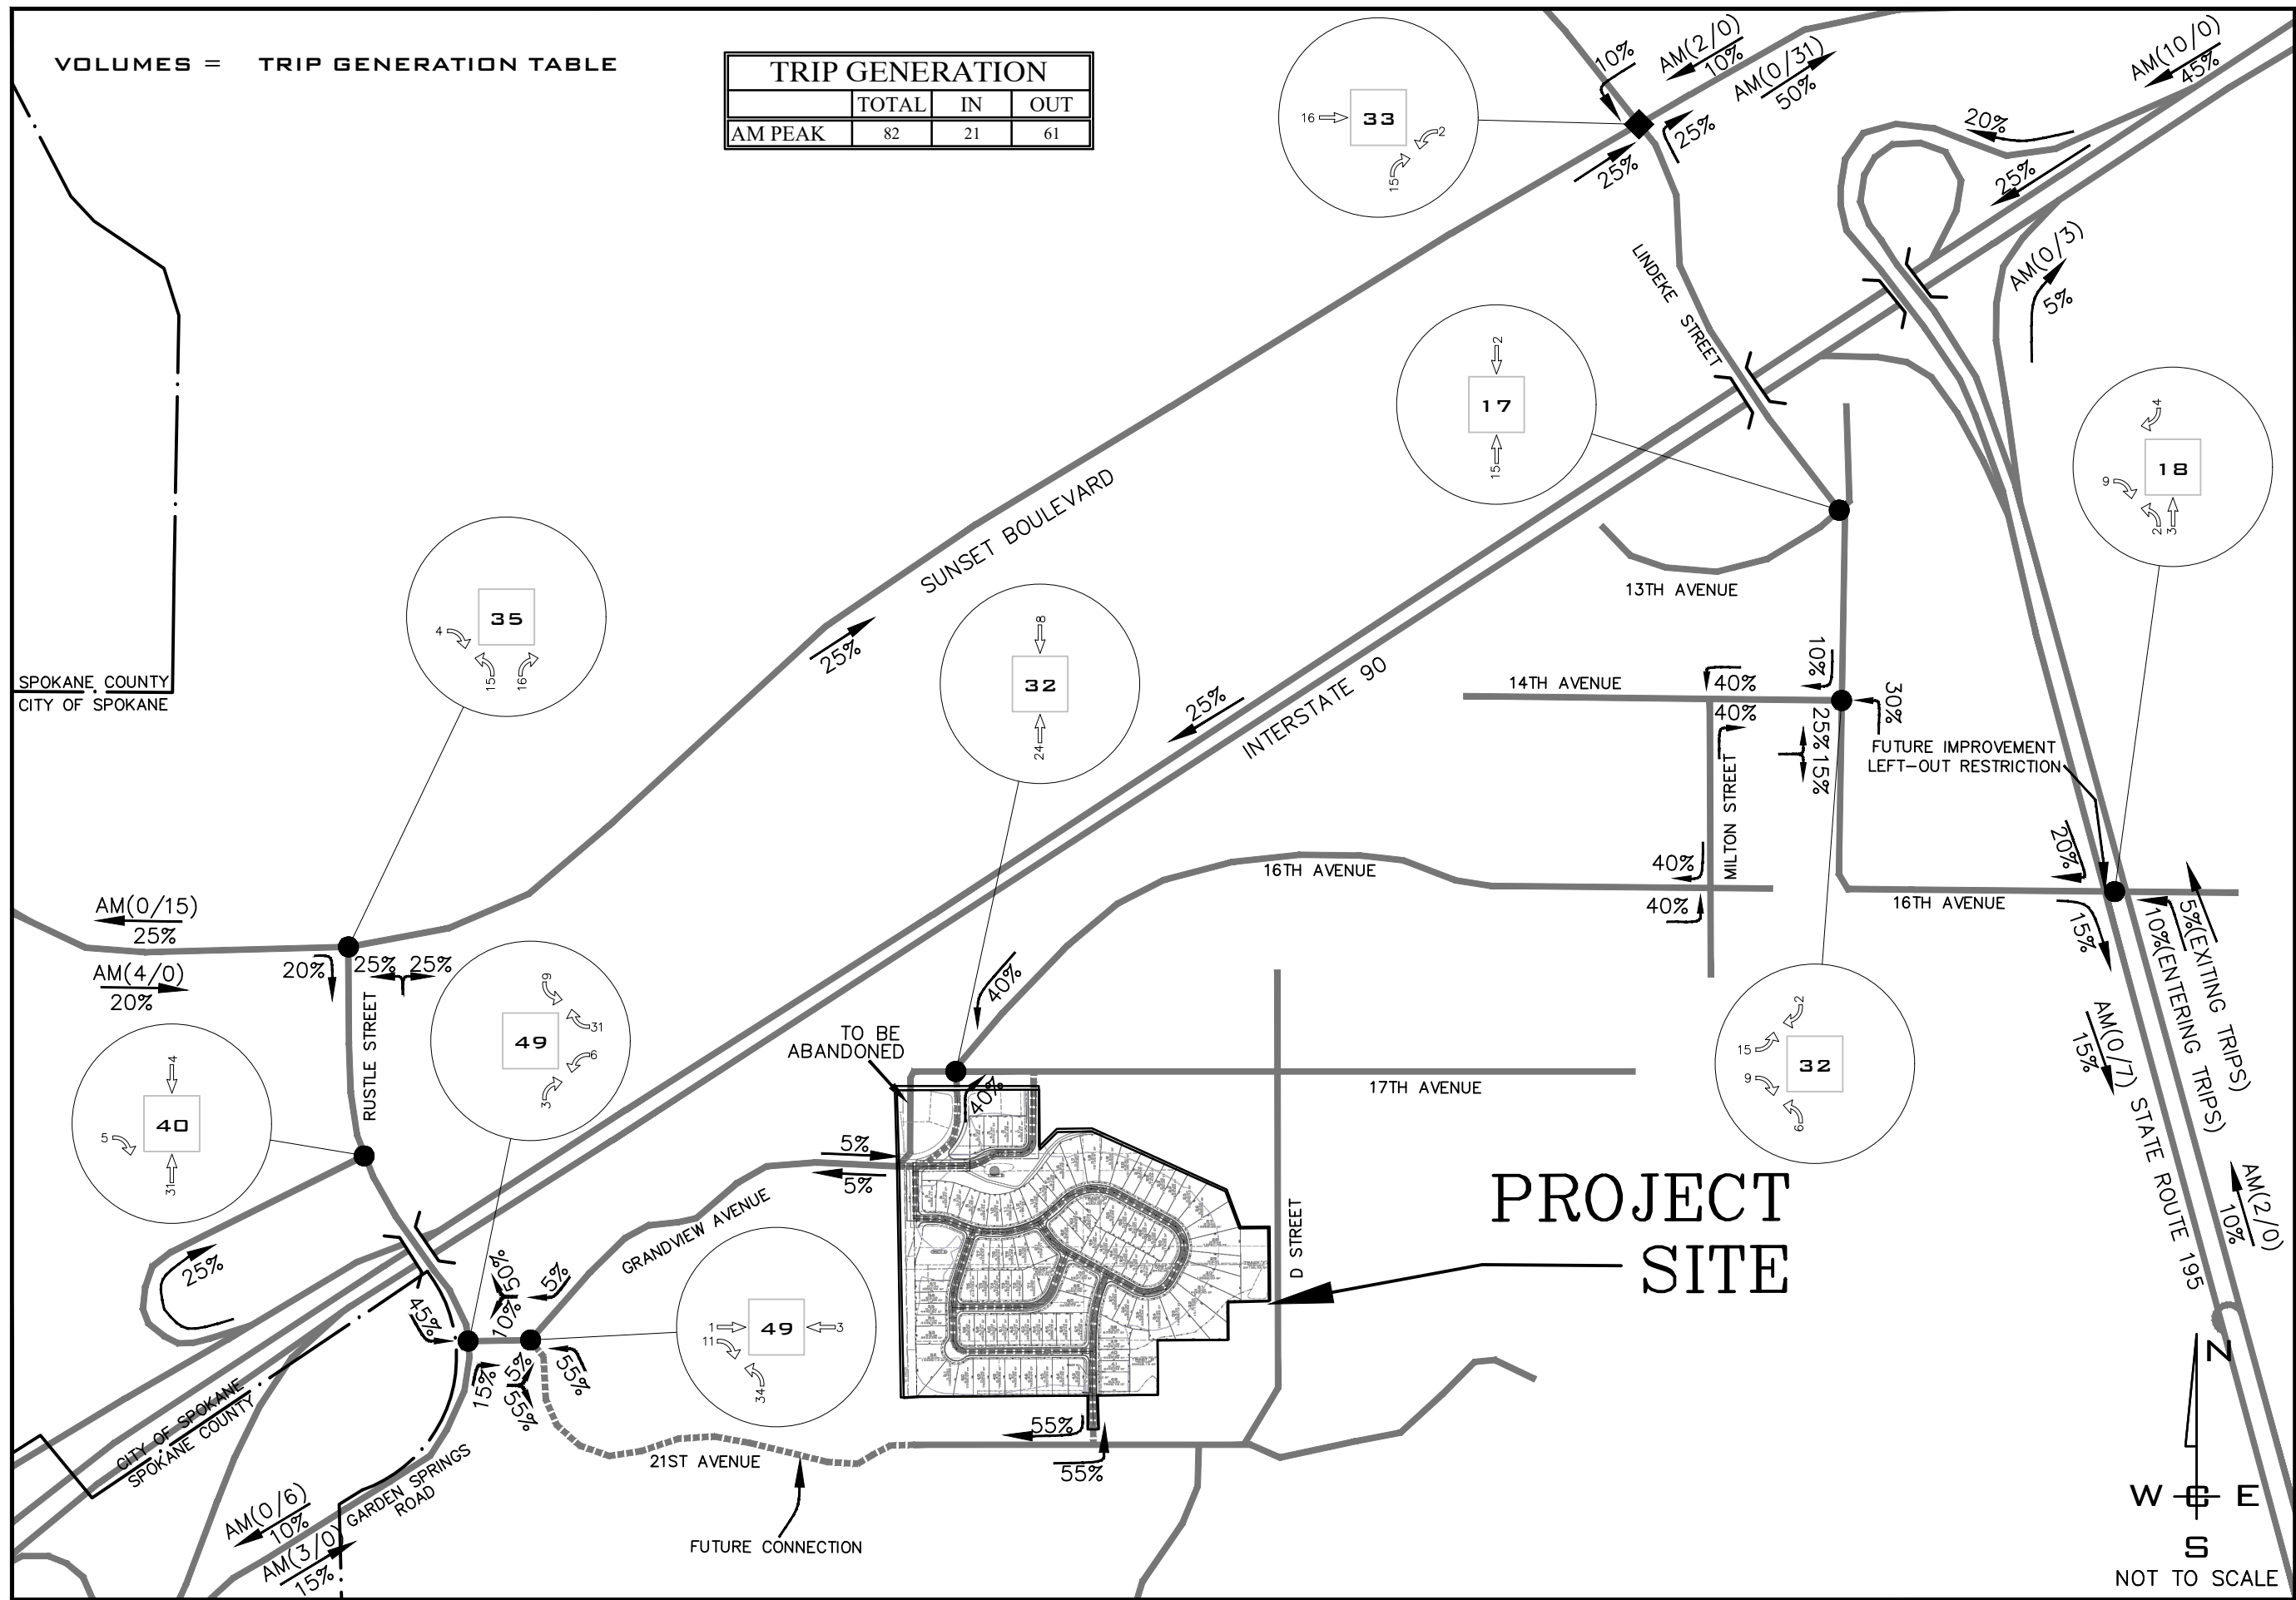 VOLUMES = TRIP GENERATION TABLE
TRIP GENERATION
TOTAL IN OUT
AM PEAK 82 21 61
10%
AM(2/0)
10%
AM(0/31)
50%
25%
25%
AM(10/0)
45%
20%
25%
AM(0/3)
5%
16
33
2
15
LINDEKE STREET
2
17
15
4
18
9
2
3
SUNSET BOULEVARD
25%
INTERSTATE 90
25%
13TH AVENUE
SPOKANE COUNTY
CITY OF SPOKANE
35
4
15
16
8
32
24
14TH AVENUE
40%
40%
10%
30%
25%
15%
FUTURE IMPROVEMENT
LEFT-OUT RESTRICTION
MILTON STREET
16TH AVENUE
40%
40%
16TH AVENUE
20%
15%
5%(EXITING TRIPS)
10%(ENTERING TRIPS)
AM(0/15)
25%
AM(4/0)
20%
20%
25%
25%
RUSTLE STREET
4
40
5
31
9
49
31
6
3
40%
TO BE
ABANDONED
40%
17TH AVENUE
2
15
32
9
6
AM(0/7)
15%
STATE ROUTE 195
AM(2/0)
10%
5%
5%
GRANDVIEW AVENUE
25%
45%
50%
10%
5%
15%
5%
55%
55%
1
11
49
3
34
D STREET
PROJECT
SITE
CITY OF SPOKANE
SPOKANE COUNTY
GARDEN SPRINGS
ROAD
AM(0/6)
10%
AM(3/0)
15%
21ST AVENUE
55%
55%
FUTURE CONNECTION
N
W E
S
NOT TO SCALE